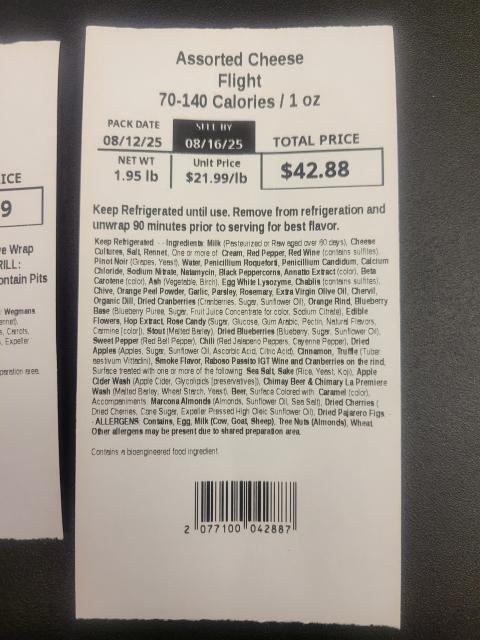 Assorted Cheese
Flight
70-140 Calories / 1 oz
PACK DATE
08/12/25
SELL BY
08/16/25
TOTAL PRICE
$42.88
NET WT
1.95 lb
Unit Price
$21.99/lb
Keep Refrigerated until use. Remove from refrigeration and
unwrap 90 minutes prior to serving for best flavor.
Keep Refrigerated. - - Ingredients: Milk (Pasteurized or Raw aged over 60 days), Cheese
Cultures, Salt, Rennet, One or more of Cream, Red Pepper, Red Wine (contains sulfites),
Pinot Noir (Grapes, Yeast), Water, Penicillium Roqueforti, Penicillium Candidum, Calcium
Chloride, Sodium Nitrate, Natamycin, Black Peppercorns, Annatto Extract (color), Beta
Carotene (color), Ash (Vegetable, Birch), Egg White Lysozyme, Chablis (contains sulfites),
Chive, Orange Peel Powder, Garlic, Parsley, Rosemary, Extra Virgin Olive Oil, Chervil,
Organic Dill, Dried Cranberries (Cranberries, Sugar, Sunflower Oil), Orange Rind, Blueberry
Base (Blueberry Puree, Sugar, Fruit Juice Concentrate for color, Sodium Citrate), Edible
Flowers, Hop Extract, Rose Candy (Sugar, Glucose, Gum Arabic, Pectin, Natural Flavors,
Carmine [color]), Stout (Malted Barley), Dried Blueberries (Blueberry, Sugar, Sunflower Oil),
Sweet Pepper (Red Bell Pepper), Chili (Red Jalapeno Peppers, Cayenne Pepper), Dried
Apples (Apples, Sugar, Sunflower Oil, Ascorbic Acid, Citric Acid), Cinnamon, Truffle (Tuber
aestivum Vittadini), Smoke Flavor, Raboso Passito IGT Wine and Cranberries on the rind,
Surface treated with one or more of the following: Sea Salt, Sake (Rice, Yeast, Koji), Apple
Cider Wash (Apple Cider, Glycolipids [preservatives]), Chimay Beer & Chimary La Premiere
Wash (Malted Barley, Wheat Starch, Yeast), Beer, Surface Colored with Caramel (color),
Accompaniments: Marcona Almonds (Almonds, Sunflower Oil, Sea Salt), Dried Cherries (
Dried Cherries, Cane Sugar, Expeller Pressed High Oleic Sunflower Oil), Dried Pajarero Figs. -
- ALLERGENS: Contains, Egg, Milk (Cow, Goat, Sheep), Tree Nuts (Almonds), Wheat.
Other allergens may be present due to shared preparation area.
Contains a bioengineered food ingredient.
2 077100 042887
ICE
9
Wrap
RILL:
ontain Pits
Wegmans
Carrots,
Expeller
area.